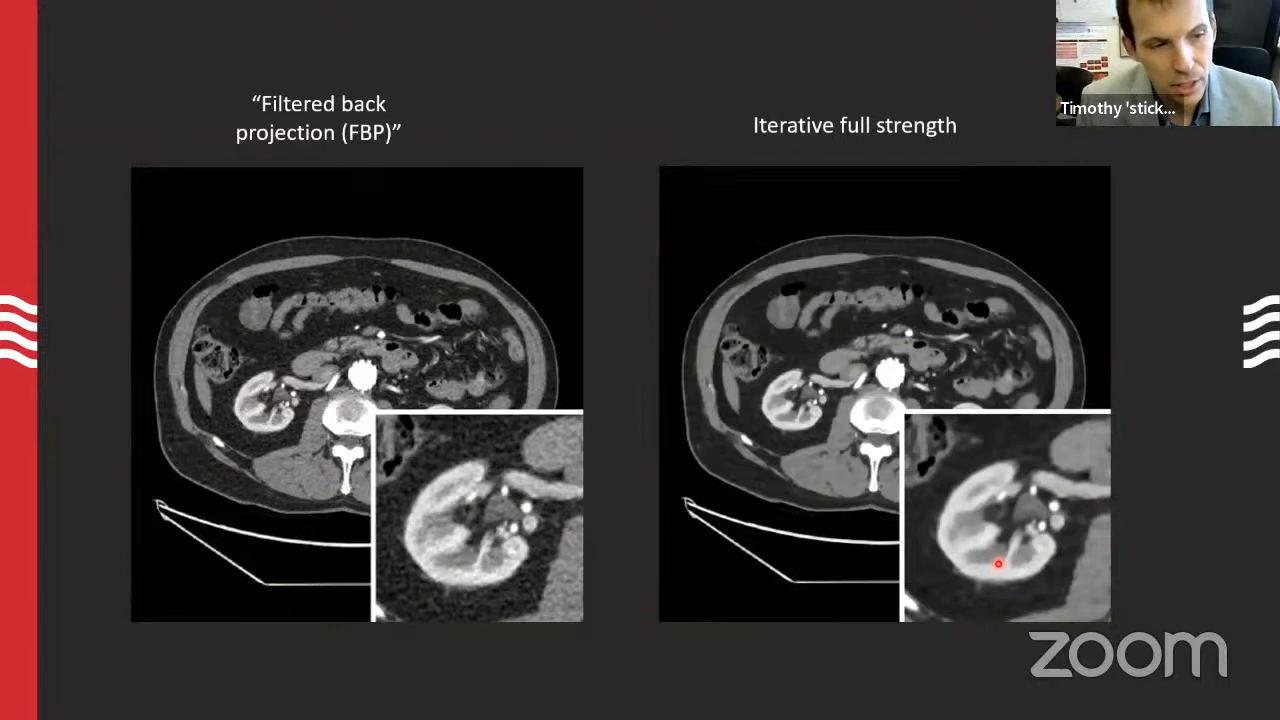 “Filtered back
projection (FBP)”
Iterative full strength
Timothy 'stick...
zoom